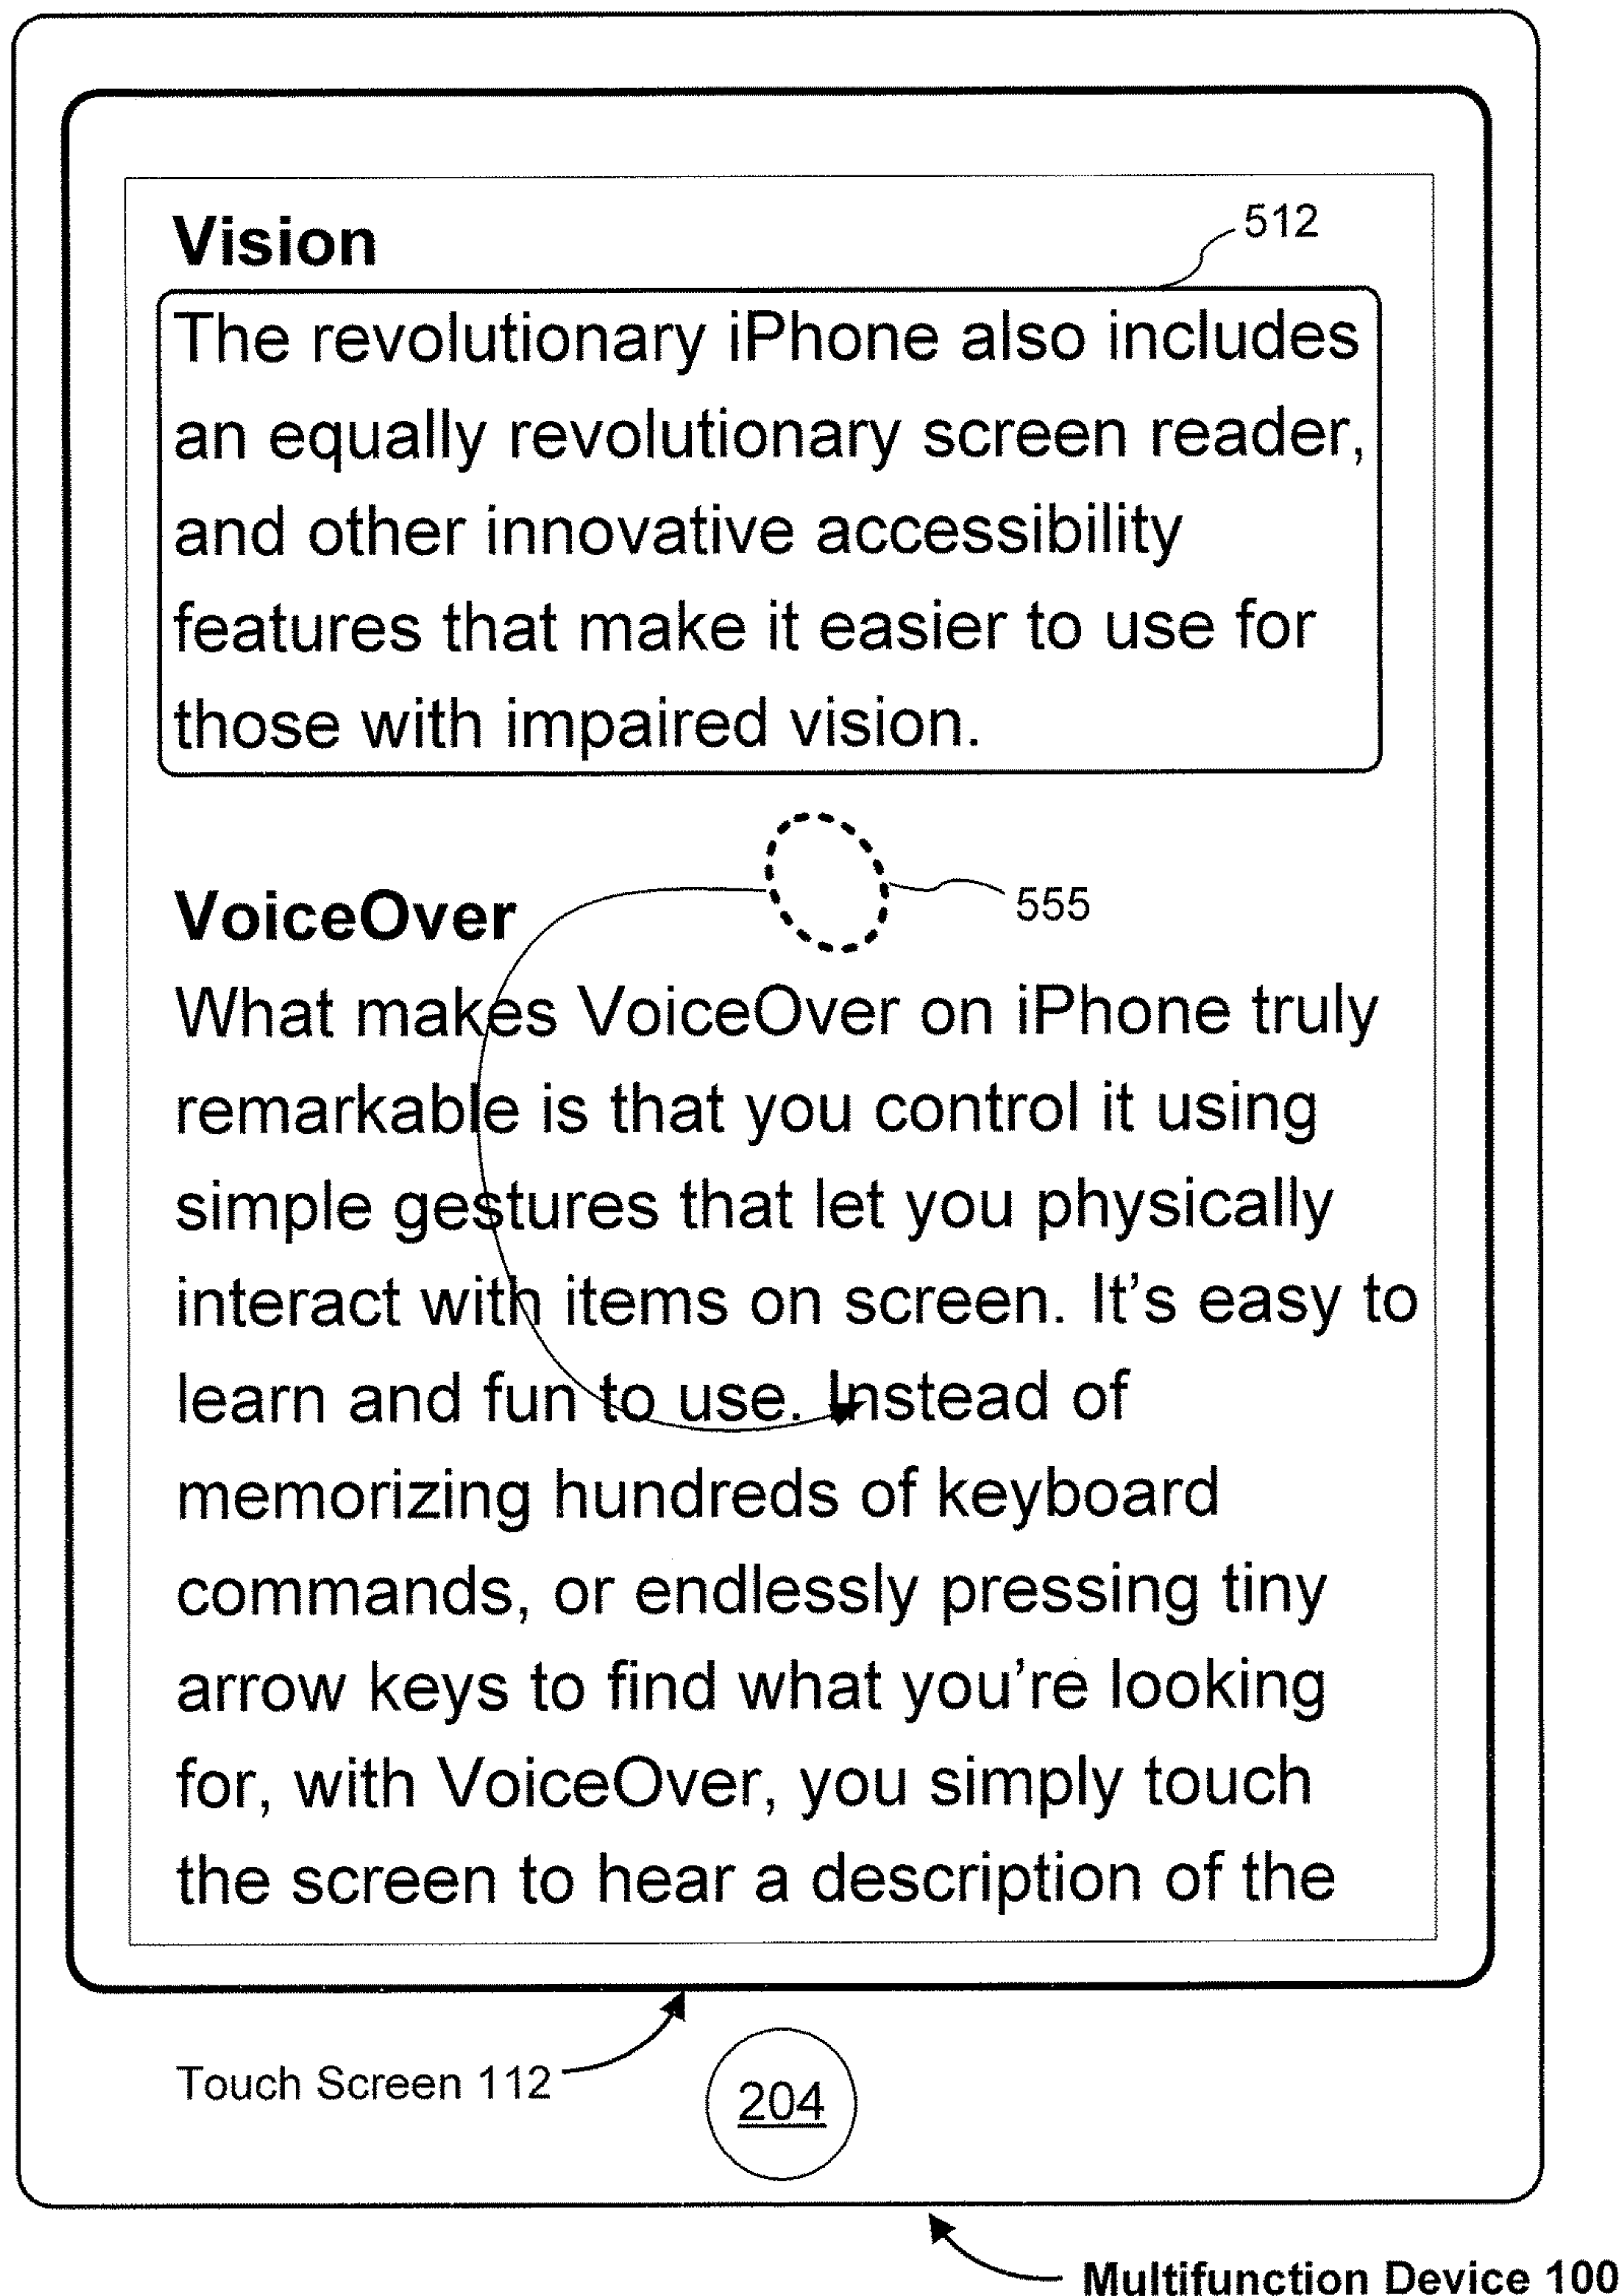 Vision
512
The revolutionary iPhone also includes
an equally revolutionary screen reader,
and other innovative accessibility
features that make it easier to use for
those with impaired vision.
555
VoiceOver
What makes VoiceOver on iPhone truly
remarkable is that you control it using
simple gestures that let you physically
interact with items on screen. It's easy to
learn and fun to use. Instead of
memorizing hundreds of keyboard
commands, or endlessly pressing tiny
arrow keys to find what you're looking
for, with VoiceOver, you simply touch
the screen to hear a description of the
Touch Screen 112
204
Multifunction Device 100